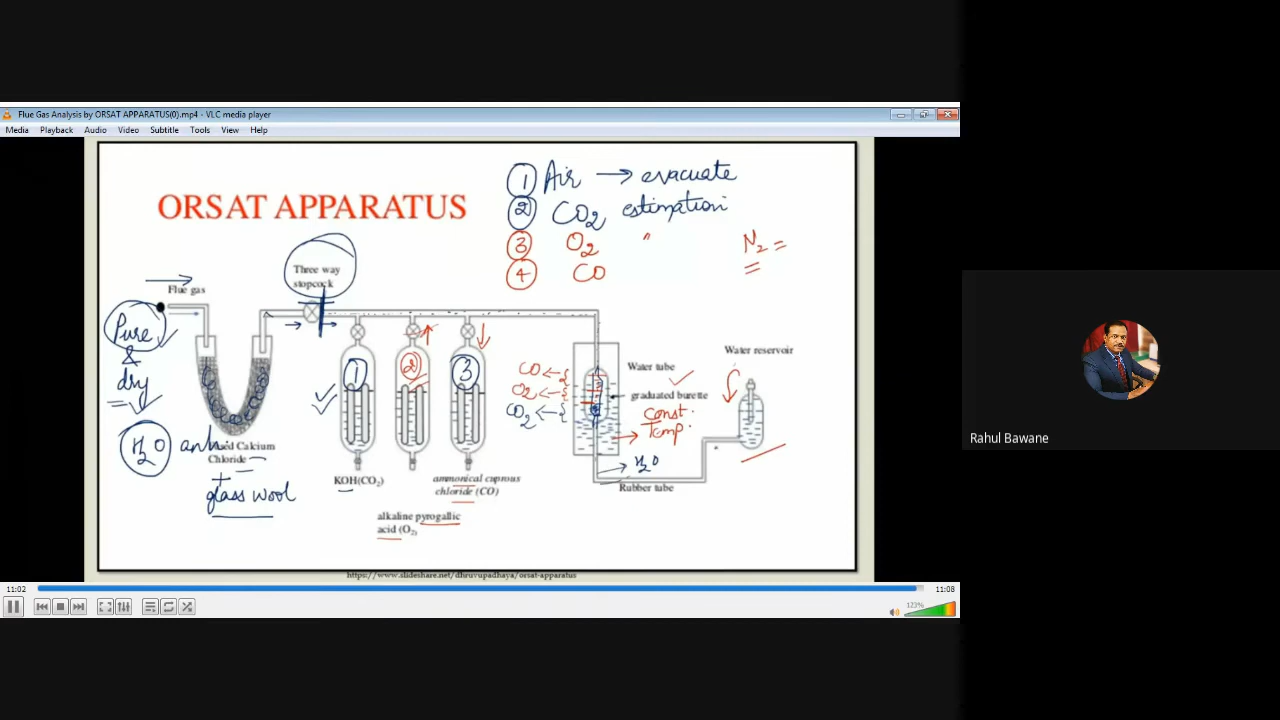 Flue Gas Analysis by ORSAT APPARATUS(0).mp4 - VLC media player
Media Playback Audio Video Subtitle Tools View Help
ORSAT APPARATUS
1 Air → evacuate
2 CO2 estimation
3 O2 "
4 CO
N2 =
=
Three way
stopcock
Flue gas
Pure
&
dry
H2O
anh
Fused Calcium
Chloride
+
glass wool
1
2
3
KOH(CO2)
ammonical cuprous
chloride (CO)
alkaline pyrogallic
acid (O2)
CO ← {
O2 ← {
CO2 ← {
Water tube
graduated burette
Const.
Temp.
→ H2O
Rubber tube
Water reservoir
https://www.slideshare.net/dhruvupadhaya/orsat-apparatus
11:02
11:08
123%
Rahul Bawane